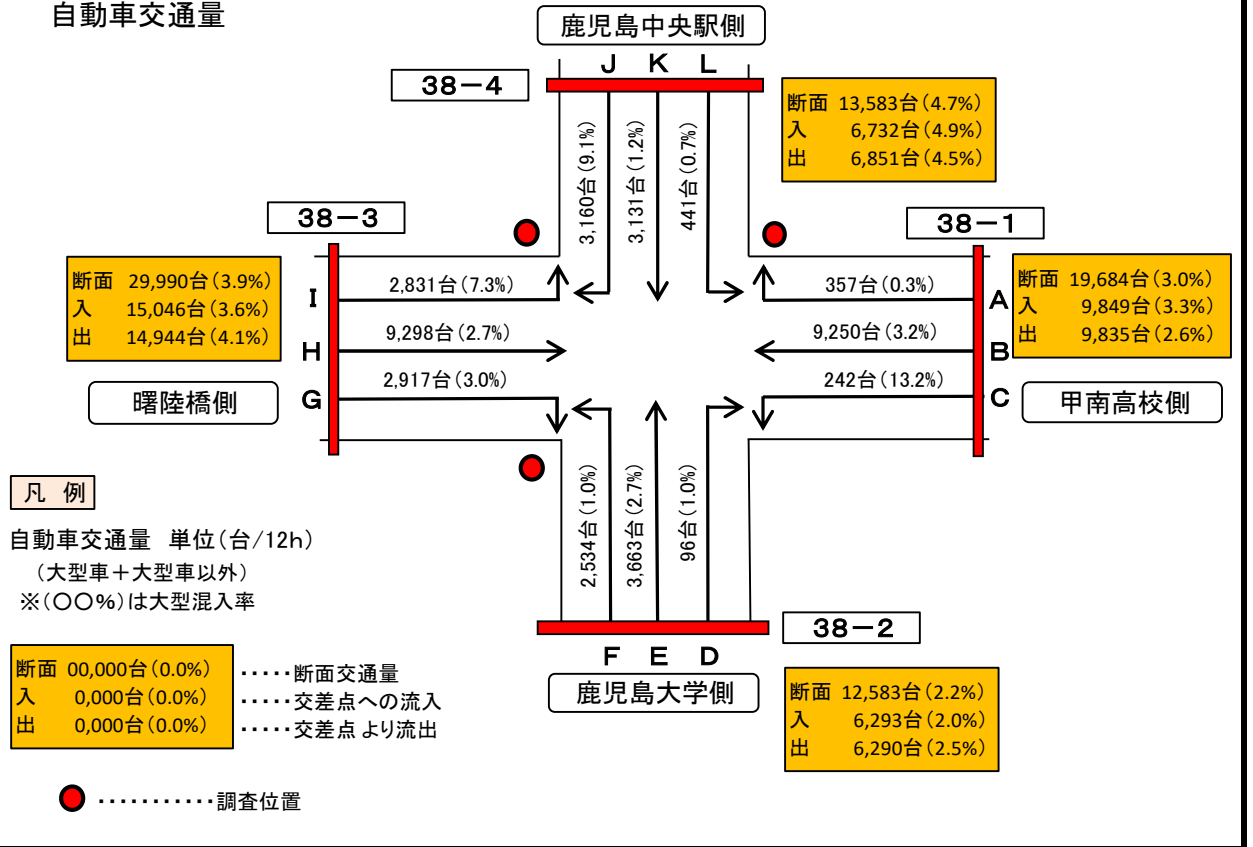 自動車交通量
鹿児島中央駅側
J K L
38-4
断面 13,583台(4.7%)
入 6,732台(4.9%)
出 6,851台(4.5%)
3,160台(9.1%)
3,131台(1.2%)
441台(0.7%)
38-3
38-1
断面 29,990台(3.9%)
入 15,046台(3.6%)
出 14,944台(4.1%)
I
2,831台(7.3%)
H
9,298台(2.7%)
G
2,917台(3.0%)
曙陸橋側
357台(0.3%)
A
9,250台(3.2%)
B
242台(13.2%)
C
断面 19,684台(3.0%)
入 9,849台(3.3%)
出 9,835台(2.6%)
甲南高校側
2,534台(1.0%)
3,663台(2.7%)
96台(1.0%)
38-2
F E D
鹿児島大学側
断面 12,583台(2.2%)
入 6,293台(2.0%)
出 6,290台(2.5%)
凡 例
自動車交通量 単位(台/12h)
(大型車+大型車以外)
※(〇〇%)は大型混入率
断面 00,000台(0.0%) ・・・・・断面交通量
入 0,000台(0.0%) ・・・・・交差点への流入
出 0,000台(0.0%) ・・・・・交差点より流出
・・・・・・・・・・・調査位置